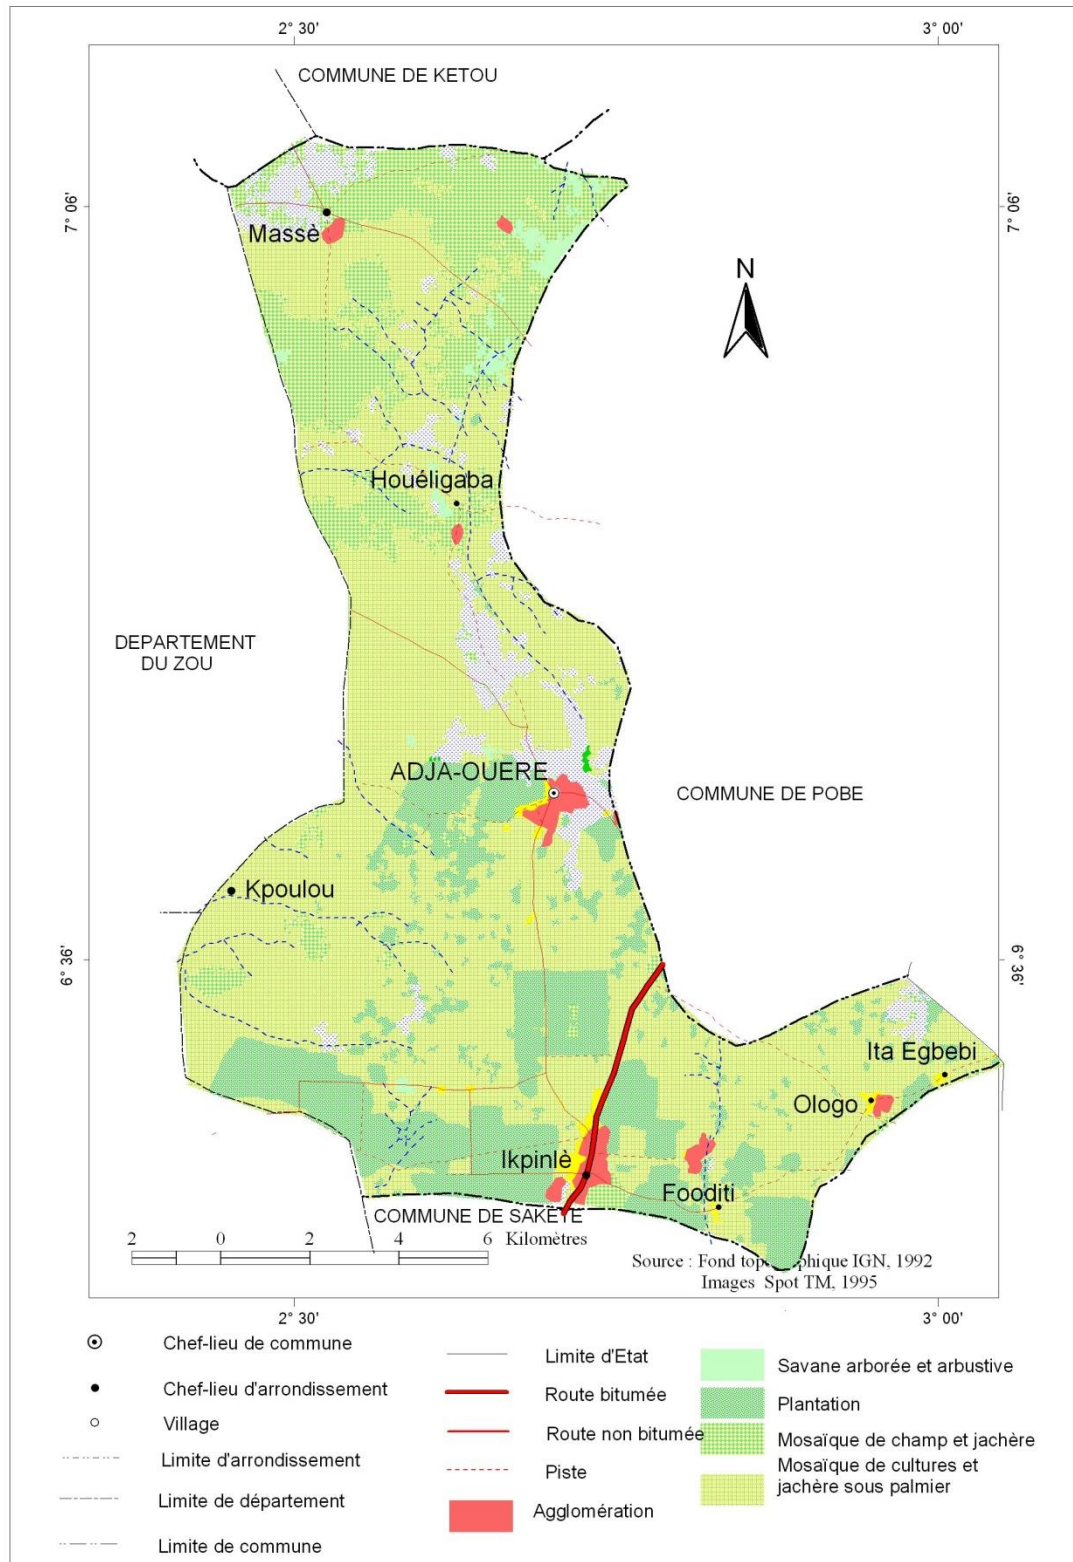 2° 30'
3° 00'
COMMUNE DE KETOU
7° 06'
7° 06'
Massè
N
Houéligaba
DEPARTEMENT
DU ZOU
ADJA-OUERE
COMMUNE DE POBE
Kpoulou
6° 36'
6° 36'
Ita Egbebi
Ologo
Ikpinlè
Fooditi
COMMUNE DE SAKETE
2 0 2 4 6 Kilomètres
Source : Fond topographique IGN, 1992
Images Spot TM, 1995
2° 30'
3° 00'
Chef-lieu de commune
Chef-lieu d'arrondissement
Village
Limite d'arrondissement
Limite de département
Limite de commune
Limite d'Etat
Route bitumée
Route non bitumée
Piste
Agglomération
Savane arborée et arbustive
Plantation
Mosaïque de champ et jachère
Mosaïque de cultures et
jachère sous palmier